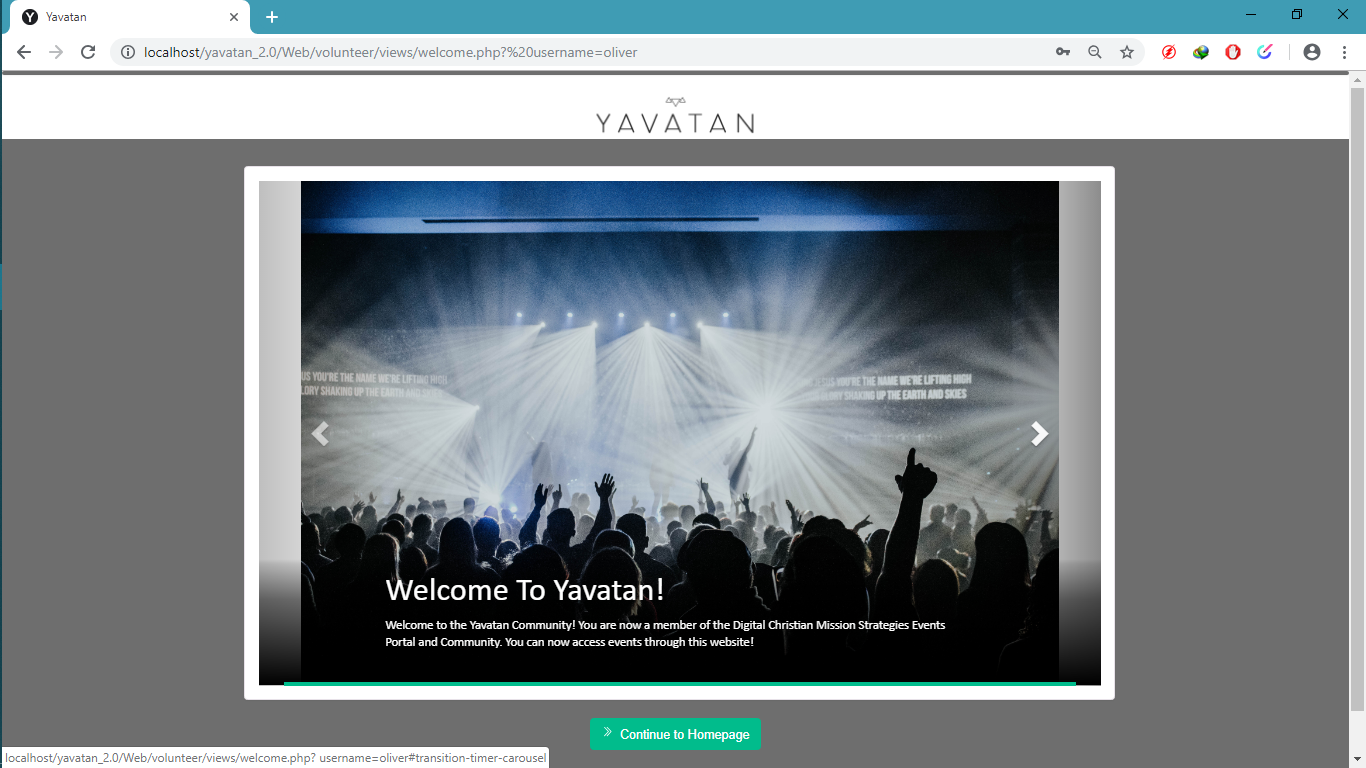 Yavatan
localhost/yavatan_2.0/Web/volunteer/views/welcome.php?%20username=oliver
YAVATAN
US YOU'RE THE NAME WE'RE LIFTING HIGH
LORY SHAKING UP THE EARTH AND SKIES
JESUS YOU'RE THE NAME WE'RE LIFTING HIGH
GLORY SHAKING UP THE EARTH AND SKIES
Welcome To Yavatan!
Welcome to the Yavatan Community! You are now a member of the Digital Christian Mission Strategies Events
Portal and Community. You can now access events through this website!
Continue to Homepage
localhost/yavatan_2.0/Web/volunteer/views/welcome.php? username=oliver#transition-timer-carousel